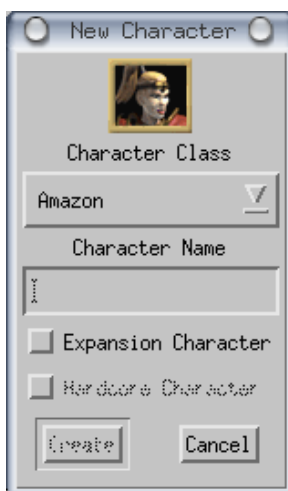 New Character
Character Class
Amazon
Character Name
Expansion Character
Hardcore Character
Create
Cancel